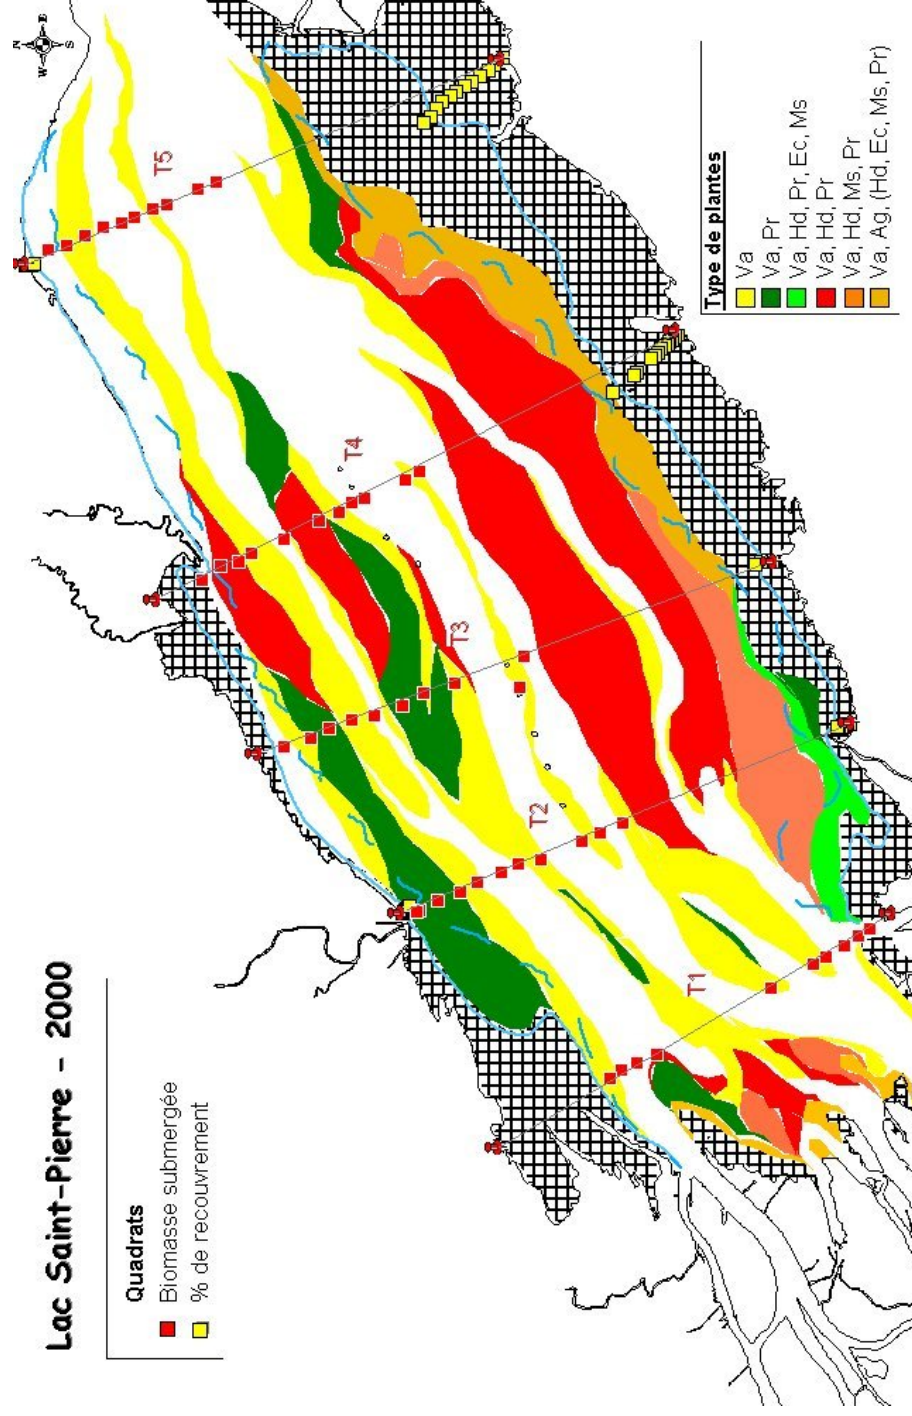 Lac Saint-Pierre - 2000
Quadrats
Biomasse submergée
% de recouvrement
T1
T2
T3
T4
T5
N
W
E
S
Type de plantes
Va
Va, Pr
Va, Hd, Pr, Ec, Ms
Va, Hd, Pr
Va, Hd, Ms, Pr
Va, Ag, (Hd, Ec, Ms, Pr)